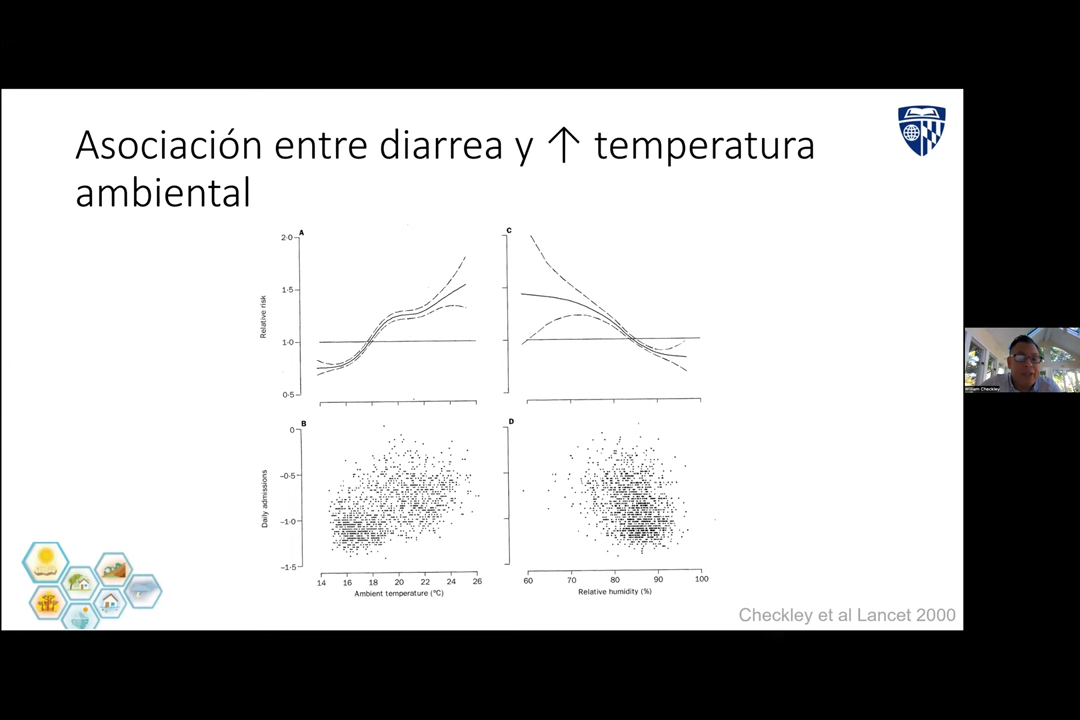 Asociación entre diarrea y ↑ temperatura
ambiental
A
2·0
1·5
1·0
0·5
Relative risk
C
B
0
–0·5
–1·0
–1·5
Daily admissions
14 16 18 20 22 24 26
Ambient temperature (°C)
D
60 70 80 90 100
Relative humidity (%)
Checkley et al Lancet 2000
William Checkley